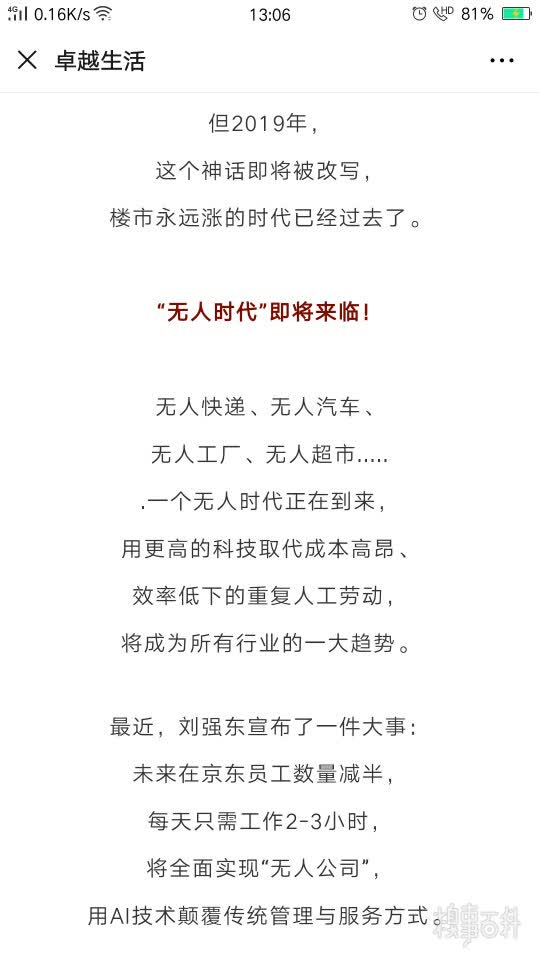 4G 0.16K/s 13:06 HD 81%
卓越生活
但2019年，
这个神话即将被改写，
楼市永远涨的时代已经过去了。
“无人时代”即将来临！
无人快递、无人汽车、
无人工厂、无人超市.....
.一个无人时代正在到来，
用更高的科技取代成本高昂、
效率低下的重复人工劳动，
将成为所有行业的一大趋势。
最近，刘强东宣布了一件大事：
未来在京东员工数量减半，
每天只需工作2-3小时，
将全面实现“无人公司”，
用AI技术颠覆传统管理与服务方式。